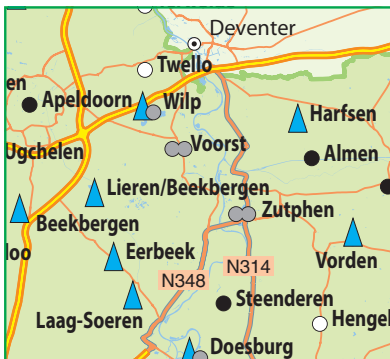 Deventer
Twello
en
Apeldoorn
Wilp
Harfsen
Ugchelen
Voorst
Almen
Lieren/Beekbergen
Beekbergen
Zutphen
loo
Eerbeek
Vorden
N348
N314
Laag-Soeren
Steenderen
Hengel
Doesburg